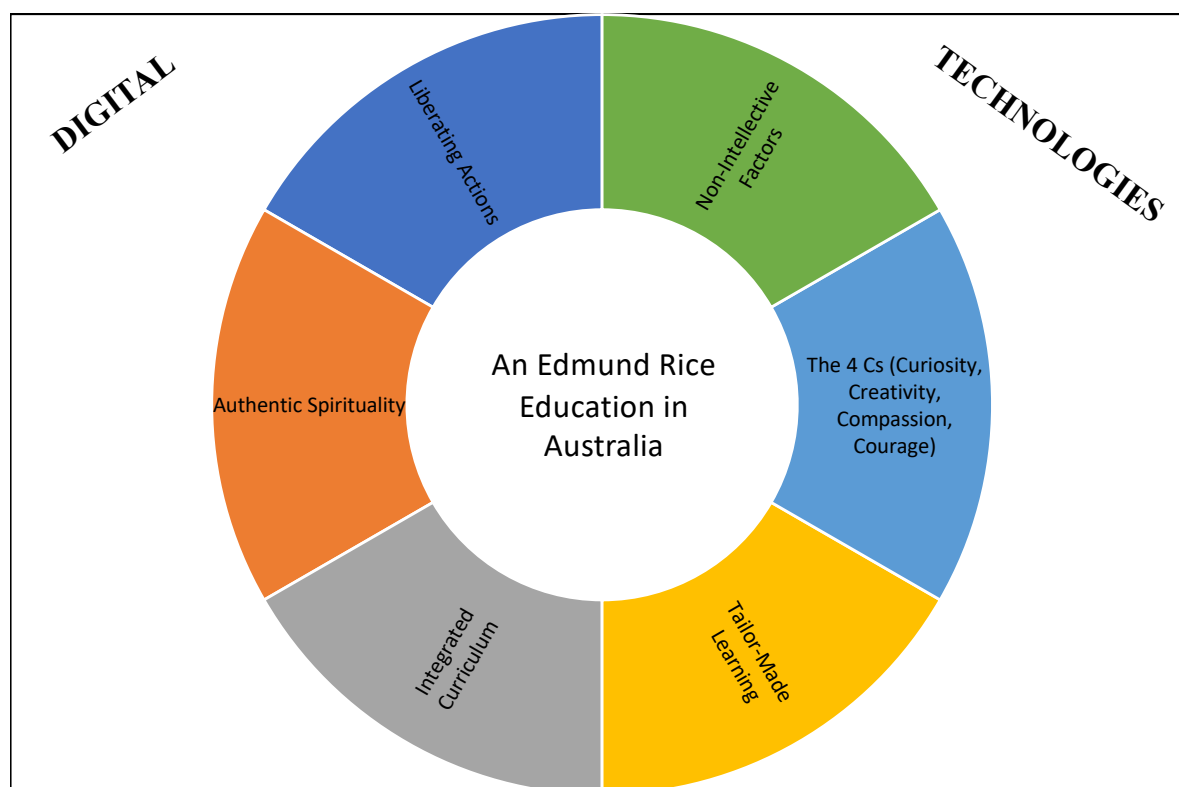 DIGITAL
TECHNOLOGIES
Liberating Actions
Non-Intellective
Factors
An Edmund Rice
Education in
Australia
The 4 Cs (Curiosity,
Creativity,
Compassion,
Courage)
Authentic Spirituality
Integrated
Curriculum
Tailor-Made
Learning